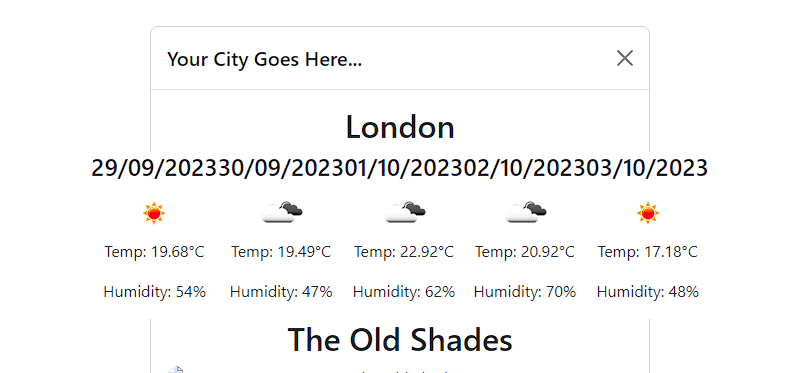 Your City Goes Here...
London
29/09/202330/09/202301/10/202302/10/202303/10/2023
Temp: 19.68°C Temp: 19.49°C Temp: 22.92°C Temp: 20.92°C Temp: 17.18°C
Humidity: 54% Humidity: 47% Humidity: 62% Humidity: 70% Humidity: 48%
The Old Shades